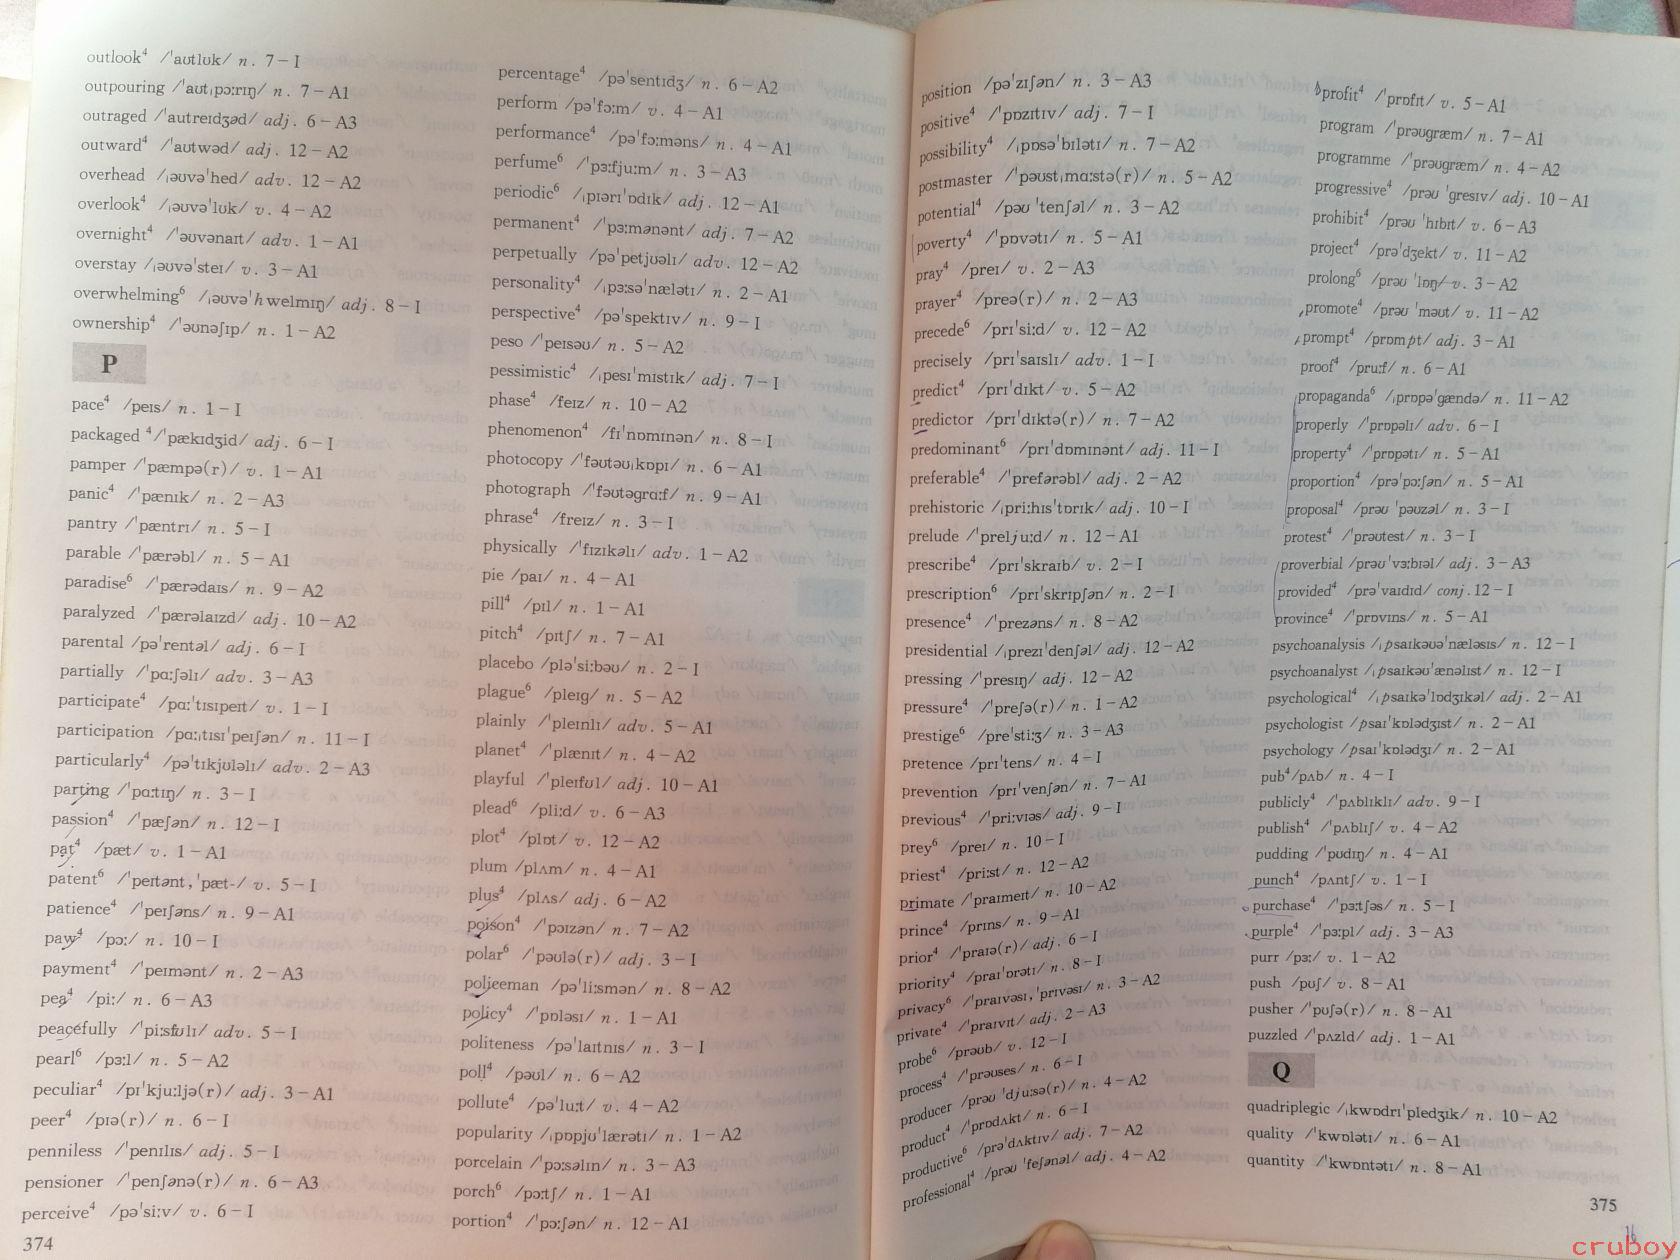 outlook⁴ /ˈaʊtlʊk/ n. 7－I
outpouring /ˈaʊtˌpɔːrɪŋ/ n. 7－A1
outraged /ˈautreɪdʒəd/ adj. 6－A3
outward⁴ /ˈaʊtwəd/ adj. 12－A2
overhead /ˌəʊvəˈhed/ adv. 12－A2
overlook⁴ /ˌəʊvəˈlʊk/ v. 4－A2
overnight⁴ /ˈəʊvənaɪt/ adv. 1－A1
overstay /ˌəʊvəˈsteɪ/ v. 3－A1
overwhelming⁶ /ˌəʊvəˈhwelmɪŋ/ adj. 8－I
ownership⁴ /ˈəʊnəʃɪp/ n. 1－A2
P
pace⁴ /peɪs/ n. 1－I
packaged⁴ /ˈpækɪdʒid/ adj. 6－I
pamper /ˈpæmpə(r)/ v. 1－A1
panic⁴ /ˈpænɪk/ n. 2－A3
pantry /ˈpæntrɪ/ n. 5－I
parable /ˈpærəbl/ n. 5－A1
paradise⁶ /ˈpærədaɪs/ n. 9－A2
paralyzed /ˈpærəlaɪzd/ adj. 10－A2
parental /pəˈrentəl/ adj. 6－I
partially /ˈpɑːʃəlɪ/ adv. 3－A3
participate⁴ /pɑːˈtɪsɪpeɪt/ v. 1－I
participation /pɑːˌtɪsɪˈpeɪʃən/ n. 11－I
particularly⁴ /pəˈtɪkjʊləlɪ/ adv. 2－A3
parting /ˈpɑːtɪŋ/ n. 3－I
passion⁴ /ˈpæʃən/ n. 12－I
pat⁴ /pæt/ v. 1－A1
patent⁶ /ˈpeɪtənt, ˈpæt-/ v. 5－I
patience⁴ /ˈpeɪʃəns/ n. 9－A1
paw⁴ /pɔː/ n. 10－I
payment⁴ /ˈpeɪmənt/ n. 2－A3
pea⁴ /piː/ n. 6－A3
peacefully /ˈpiːsfʊlɪ/ adv. 5－I
pearl⁶ /pɜːl/ n. 5－A2
peculiar⁴ /pɪˈkjuːljə(r)/ adj. 3－A1
peer⁴ /pɪə(r)/ n. 6－I
penniless /ˈpenɪlɪs/ adj. 5－I
pensioner /ˈpenʃənə(r)/ n. 6－A3
perceive⁴ /pəˈsiːv/ v. 6－I
374
percentage⁴ /pəˈsentɪdʒ/ n. 6－A2
perform /pəˈfɔːm/ v. 4－A1
performance⁴ /pəˈfɔːməns/ n. 4－A1
perfume⁶ /ˈpɜːfjuːm/ n. 3－A3
periodic⁶ /ˌpɪərɪˈɒdɪk/ adj. 12－A1
permanent⁴ /ˈpɜːmənənt/ adj. 7－A2
perpetually /pəˈpetjʊəlɪ/ adv. 12－A2
personality⁴ /ˌpɜːsəˈnælətɪ/ n. 2－A1
perspective⁴ /pəˈspektɪv/ n. 9－I
peso /ˈpeɪsəʊ/ n. 5－A2
pessimistic⁴ /ˌpesɪˈmɪstɪk/ adj. 7－I
phase⁴ /feɪz/ n. 10－A2
phenomenon⁴ /fɪˈnɒmɪnən/ n. 8－I
photocopy /ˈfəʊtəʊˌkɒpɪ/ n. 6－A1
photograph /ˈfəʊtəgrɑːf/ n. 9－A1
phrase⁴ /freɪz/ n. 3－I
physically /ˈfɪzɪkəlɪ/ adv. 1－A2
pie /paɪ/ n. 4－A1
pill⁴ /pɪl/ n. 1－A1
pitch⁴ /pɪtʃ/ n. 7－A1
placebo /pləˈsiːbəʊ/ n. 2－I
plague⁶ /pleɪg/ n. 5－A2
plainly /ˈpleɪnlɪ/ adv. 5－A1
planet⁴ /ˈplænɪt/ n. 4－A2
playful /ˈpleɪfʊl/ adj. 10－A1
plead⁶ /pliːd/ v. 6－A3
plot⁴ /plɒt/ v. 12－A2
plum /plʌm/ n. 4－A1
plus⁴ /plʌs/ adj. 6－A2
poison⁴ /ˈpɔɪzən/ n. 7－A2
polar⁶ /ˈpəʊlə(r)/ adj. 3－I
policeman /pəˈliːsmən/ n. 8－A2
policy⁴ /ˈpɒləsɪ/ n. 1－A1
politeness /pəˈlaɪtnɪs/ n. 3－I
poll⁴ /pəʊl/ n. 6－A2
pollute⁴ /pəˈluːt/ v. 4－A2
popularity /ˌpɒpjʊˈlærətɪ/ n. 1－A2
porcelain /ˈpɔːsəlɪn/ n. 3－A3
porch⁶ /pɔːtʃ/ n. 1－A1
portion⁴ /ˈpɔːʃən/ n. 12－A1
position /pəˈzɪʃən/ n. 3－A3
positive⁴ /ˈpɒzɪtɪv/ adj. 7－I
possibility⁴ /ˌpɒsəˈbɪlətɪ/ n. 7－A2
postmaster /ˈpəʊstˌmɑːstə(r)/ n. 5－A2
potential⁴ /pəʊˈtenʃəl/ n. 3－A2
poverty⁴ /ˈpɒvətɪ/ n. 5－A1
pray⁴ /preɪ/ v. 2－A3
prayer⁴ /preə(r)/ n. 2－A3
precede⁶ /prɪˈsiːd/ v. 12－A2
precisely /prɪˈsaɪslɪ/ adv. 1－I
predict⁴ /prɪˈdɪkt/ v. 5－A2
predictor /prɪˈdɪktə(r)/ n. 7－A2
predominant⁶ /prɪˈdɒmɪnənt/ adj. 11－I
preferable⁴ /ˈprefərəbl/ adj. 2－A2
prehistoric /ˌpriːhɪsˈtɒrɪk/ adj. 10－I
prelude /ˈpreljuːd/ n. 12－A1
prescribe⁴ /prɪˈskraɪb/ v. 2－I
prescription⁶ /prɪˈskrɪpʃən/ n. 2－I
presence⁴ /ˈprezəns/ n. 8－A2
presidential /ˌprezɪˈdenʃəl/ adj. 12－A2
pressing /ˈpresɪŋ/ adj. 12－A2
pressure⁴ /ˈpreʃə(r)/ n. 1－A2
prestige⁶ /preˈstiːʒ/ n. 3－A3
pretence /prɪˈtens/ n. 4－I
prevention /prɪˈvenʃən/ n. 7－A1
previous⁴ /ˈpriːvɪəs/ adj. 9－I
prey⁶ /preɪ/ n. 10－I
priest⁴ /priːst/ n. 12－A2
primate /ˈpraɪmeɪt/ n. 10－A2
prince⁴ /prɪns/ n. 9－A1
prior⁴ /ˈpraɪə(r)/ adj. 6－I
priority⁴ /praɪˈɒrətɪ/ n. 8－I
privacy⁶ /ˈpraɪvəsɪ, ˈprɪvəsɪ/ n. 3－A2
private⁴ /ˈpraɪvɪt/ adj. 2－A3
probe⁶ /prəʊb/ v. 12－I
process⁴ /ˈprəʊses/ n. 6－I
producer /prəʊˈdjuːsə(r)/ n. 4－A2
product⁴ /ˈprɒdʌkt/ n. 6－I
productive⁶ /prəˈdʌktɪv/ adj. 7－A2
professional⁴ /prəʊˈfeʃənəl/ adj. 4－A2
profit⁴ /ˈprɒfɪt/ v. 5－A1
program /ˈprəʊgræm/ n. 7－A1
programme /ˈprəʊgræm/ n. 4－A2
progressive⁴ /prəʊˈgresɪv/ adj. 10－A1
prohibit⁴ /prəʊˈhɪbɪt/ v. 6－A3
project⁴ /prəˈdʒekt/ v. 11－A2
prolong⁶ /prəʊˈlɒŋ/ v. 3－A2
promote⁴ /prəʊˈməʊt/ v. 11－A2
prompt⁴ /prɒmpt/ adj. 3－A1
proof⁴ /pruːf/ n. 6－A1
propaganda⁶ /ˌprɒpəˈgændə/ n. 11－A2
properly /ˈprɒpəlɪ/ adv. 6－I
property⁴ /ˈprɒpətɪ/ n. 5－A1
proportion⁴ /prəˈpɔːʃən/ n. 5－A1
proposal⁴ /prəʊˈpəʊzəl/ n. 3－I
protest⁴ /ˈprəʊtest/ n. 3－I
proverbial /prəʊˈvɜːbɪəl/ adj. 3－A3
provided⁴ /prəˈvaɪdɪd/ conj. 12－I
province⁴ /ˈprɒvɪns/ n. 5－A1
psychoanalysis /ˌpsaɪkəʊəˈnæləsɪs/ n. 12－I
psychoanalyst /ˌpsaɪkəʊˈænəlɪst/ n. 12－I
psychological⁴ /ˌpsaɪkəˈlɒdʒɪkəl/ adj. 2－A1
psychologist /psaɪˈkɒlədʒɪst/ n. 2－A1
psychology /psaɪˈkɒlədʒɪ/ n. 2－A1
pub⁴ /pʌb/ n. 4－I
publicly⁴ /ˈpʌblɪklɪ/ adv. 9－I
publish⁴ /ˈpʌblɪʃ/ v. 4－A2
pudding /ˈpʊdɪŋ/ n. 4－A1
punch⁴ /pʌntʃ/ v. 1－I
purchase⁴ /ˈpɜːtʃəs/ n. 5－I
purple⁴ /ˈpɜːpl/ adj. 3－A3
purr /pɜː/ v. 1－A2
push /pʊʃ/ v. 8－A1
pusher /ˈpʊʃə(r)/ n. 8－A1
puzzled /ˈpʌzld/ adj. 1－A1
Q
quadriplegic /ˌkwɒdrɪˈpledʒɪk/ n. 10－A2
quality /ˈkwɒlətɪ/ n. 6－A1
quantity /ˈkwɒntətɪ/ n. 8－A1
375
16
cruboy